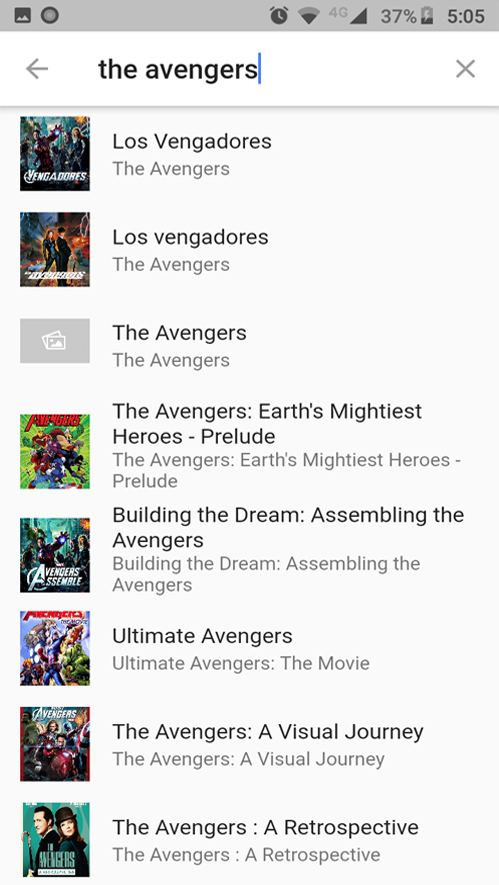 4G 37% 5:05
the avengers
VENGADORES
Los Vengadores
The Avengers
Los vengadores
The Avengers
The Avengers
The Avengers
AVENGERS
The Avengers: Earth's Mightiest
Heroes - Prelude
The Avengers: Earth's Mightiest Heroes -
Prelude
AVENGERS
ASSEMBLE
Building the Dream: Assembling the
Avengers
Building the Dream: Assembling the
Avengers
AVENGERS
THE MOVIE
Ultimate Avengers
Ultimate Avengers: The Movie
AVENGERS
The Avengers: A Visual Journey
The Avengers: A Visual Journey
THE
AVENGERS
The Avengers : A Retrospective
The Avengers : A Retrospective